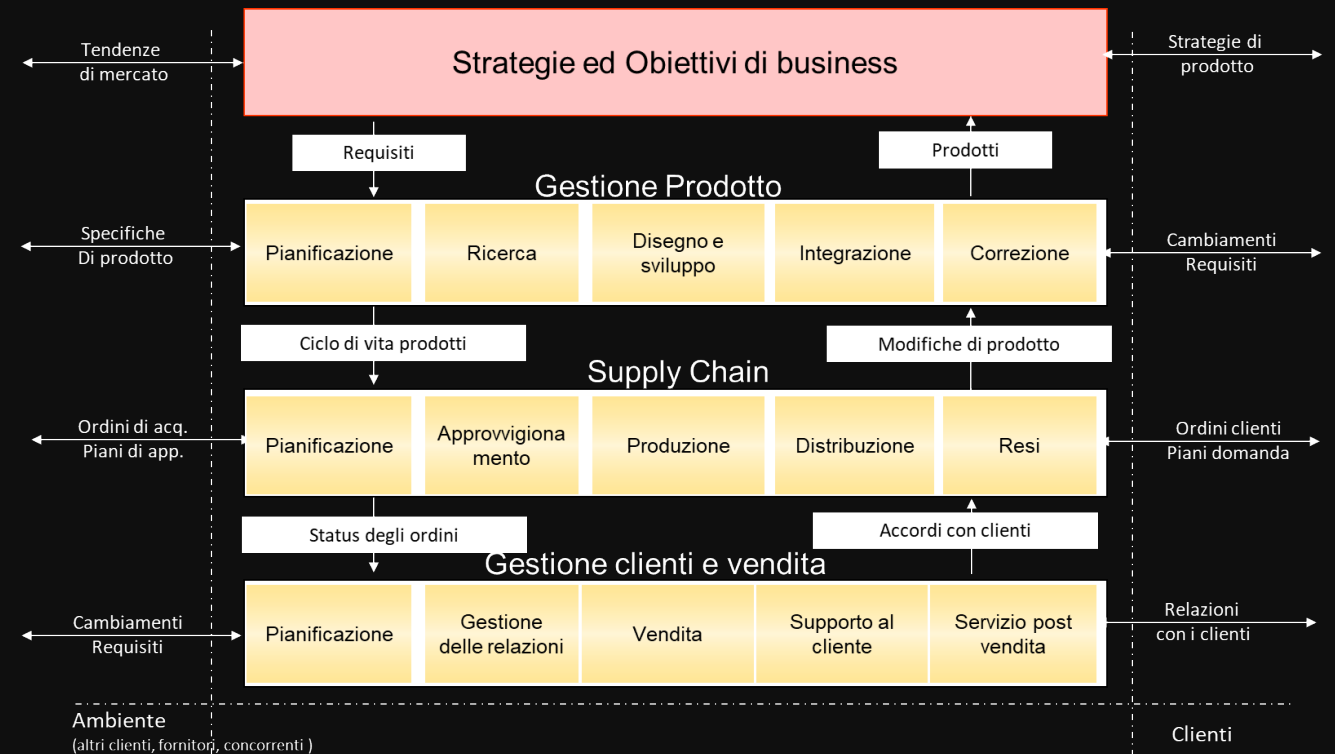 Tendenze
di mercato
Strategie ed Obiettivi di business
Strategie di
prodotto
Requisiti
Prodotti
Gestione Prodotto
Specifiche
Di prodotto
Pianificazione
Ricerca
Disegno e
sviluppo
Integrazione
Correzione
Cambiamenti
Requisiti
Ciclo di vita prodotti
Modifiche di prodotto
Supply Chain
Ordini di acq.
Piani di app.
Pianificazione
Approvvigiona
mento
Produzione
Distribuzione
Resi
Ordini clienti
Piani domanda
Status degli ordini
Accordi con clienti
Gestione clienti e vendita
Cambiamenti
Requisiti
Pianificazione
Gestione
delle relazioni
Vendita
Supporto al
cliente
Servizio post
vendita
Relazioni
con i clienti
Ambiente
(altri clienti, fornitori, concorrenti )
Clienti